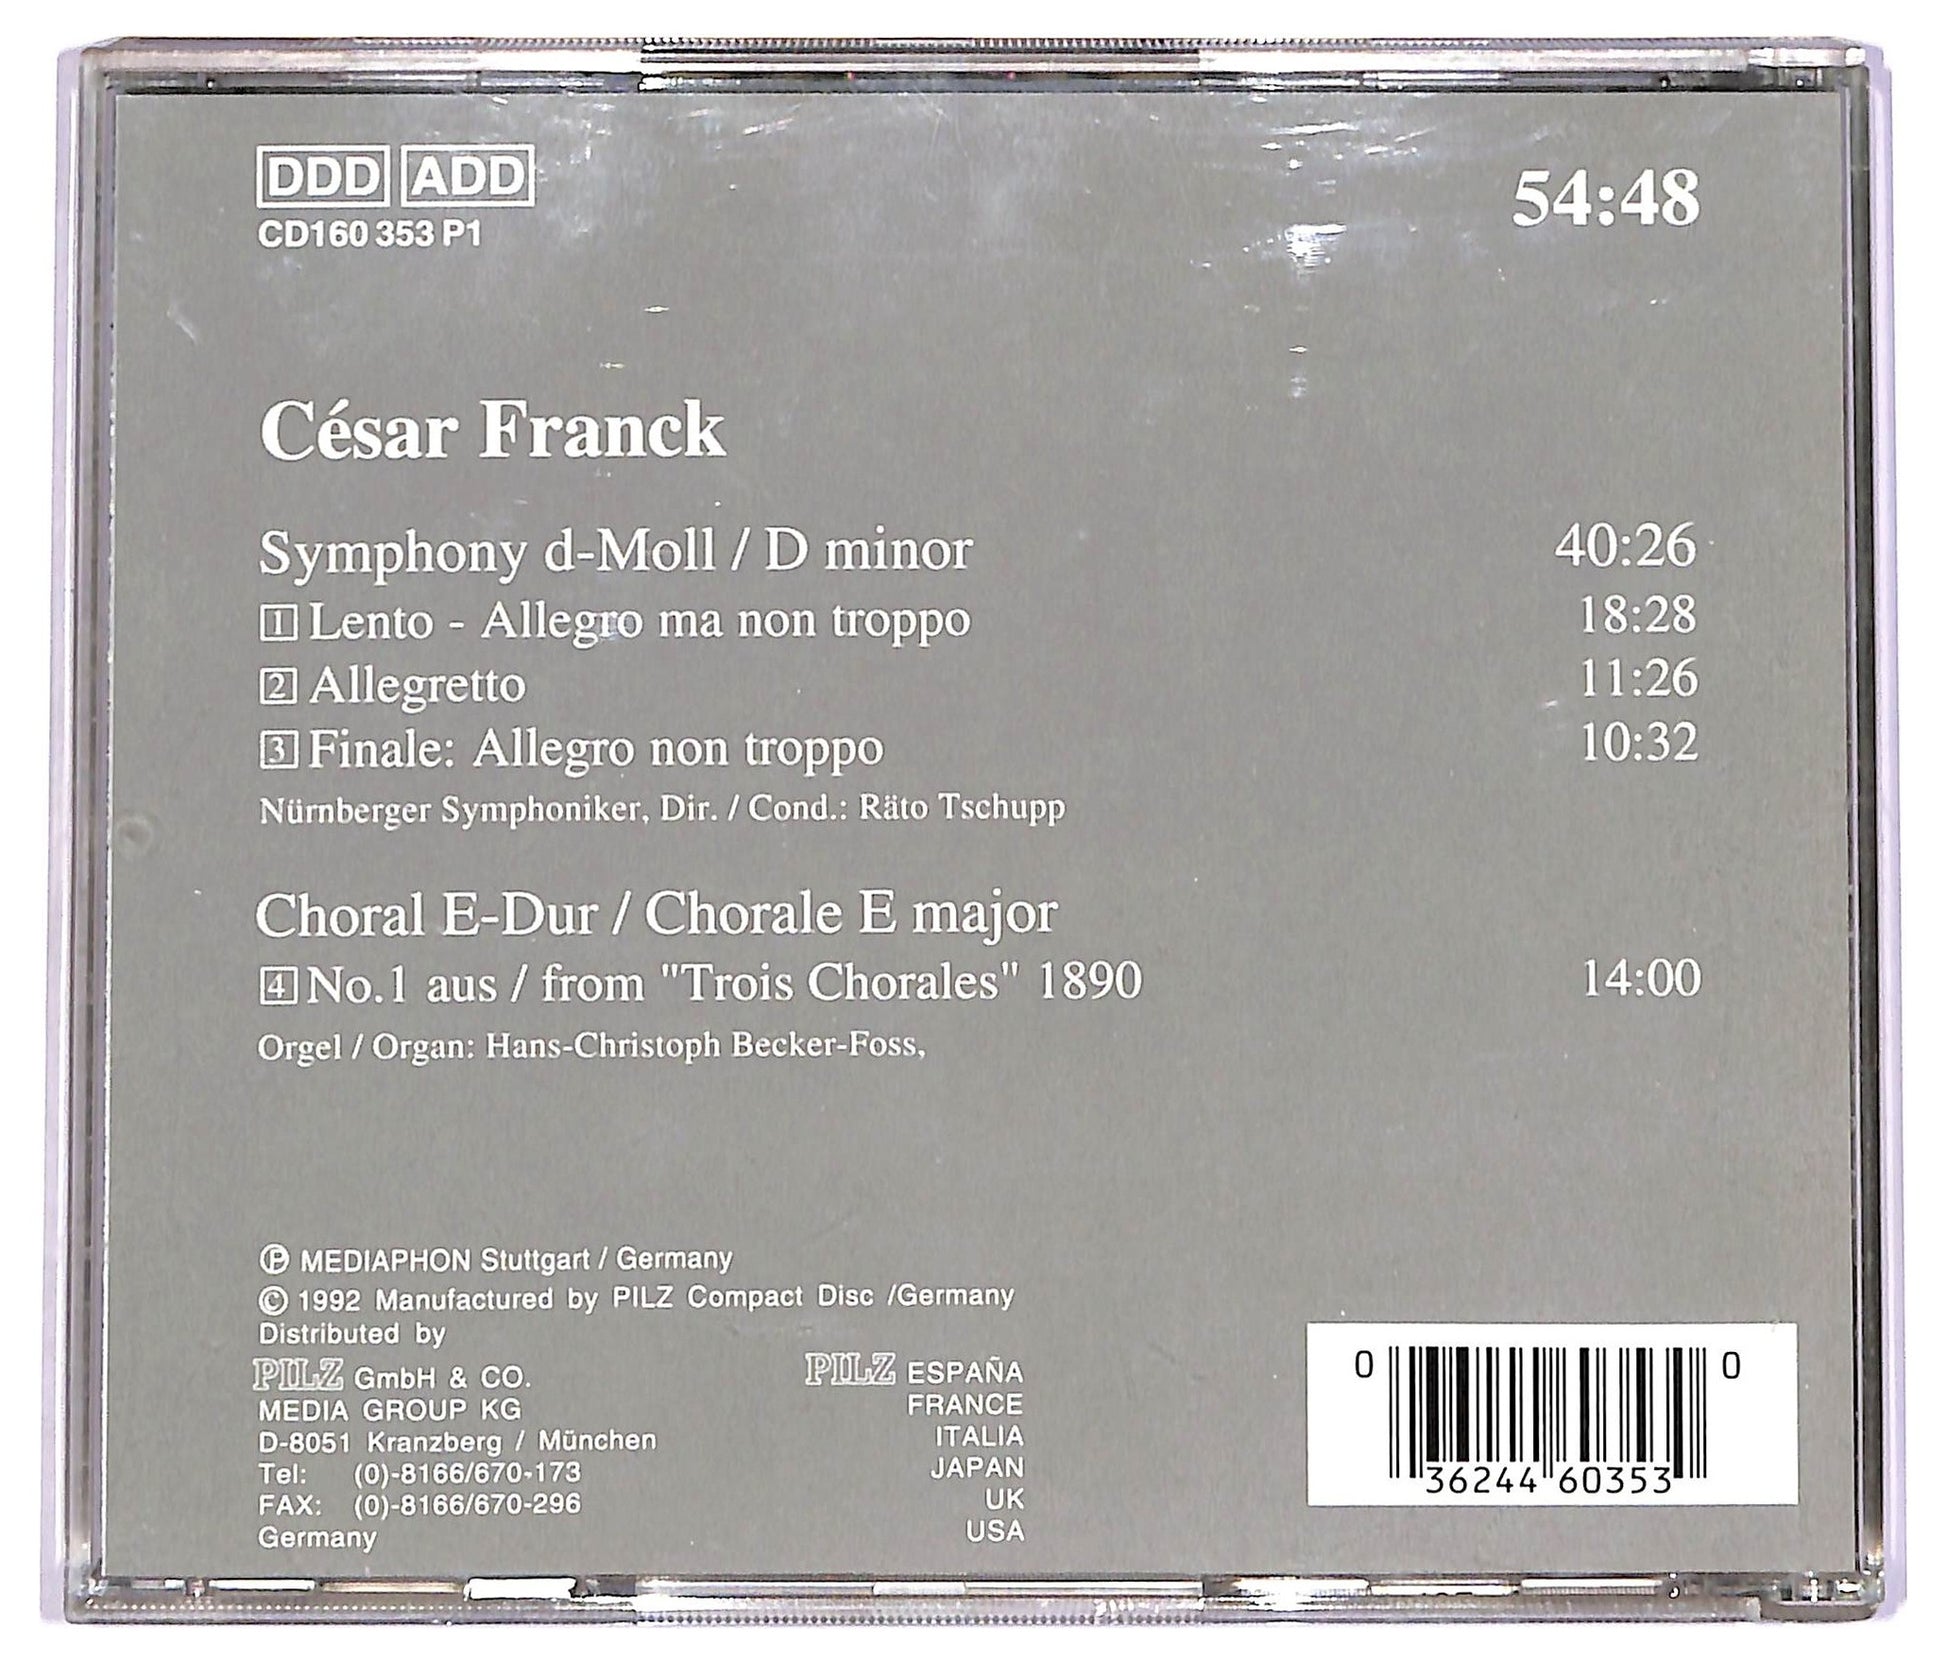 DDD ADD
CD160 353 P1
54:48
César Franck
Symphony d-Moll / D minor 40:26
1 Lento - Allegro ma non troppo 18:28
2 Allegretto 11:26
3 Finale: Allegro non troppo 10:32
Nürnberger Symphoniker, Dir. / Cond.: Räto Tschupp
Choral E-Dur / Chorale E major
4 No.1 aus / from "Trois Chorales" 1890 14:00
Orgel / Organ: Hans-Christoph Becker-Foss,
℗ MEDIAPHON Stuttgart / Germany
© 1992 Manufactured by PILZ Compact Disc /Germany
Distributed by
PILZ GmbH & CO.
MEDIA GROUP KG
D-8051 Kranzberg / München
Tel: (0)-8166/670-173
FAX: (0)-8166/670-296
Germany
PILZ ESPAÑA
FRANCE
ITALIA
JAPAN
UK
USA
0 36244 60353 0